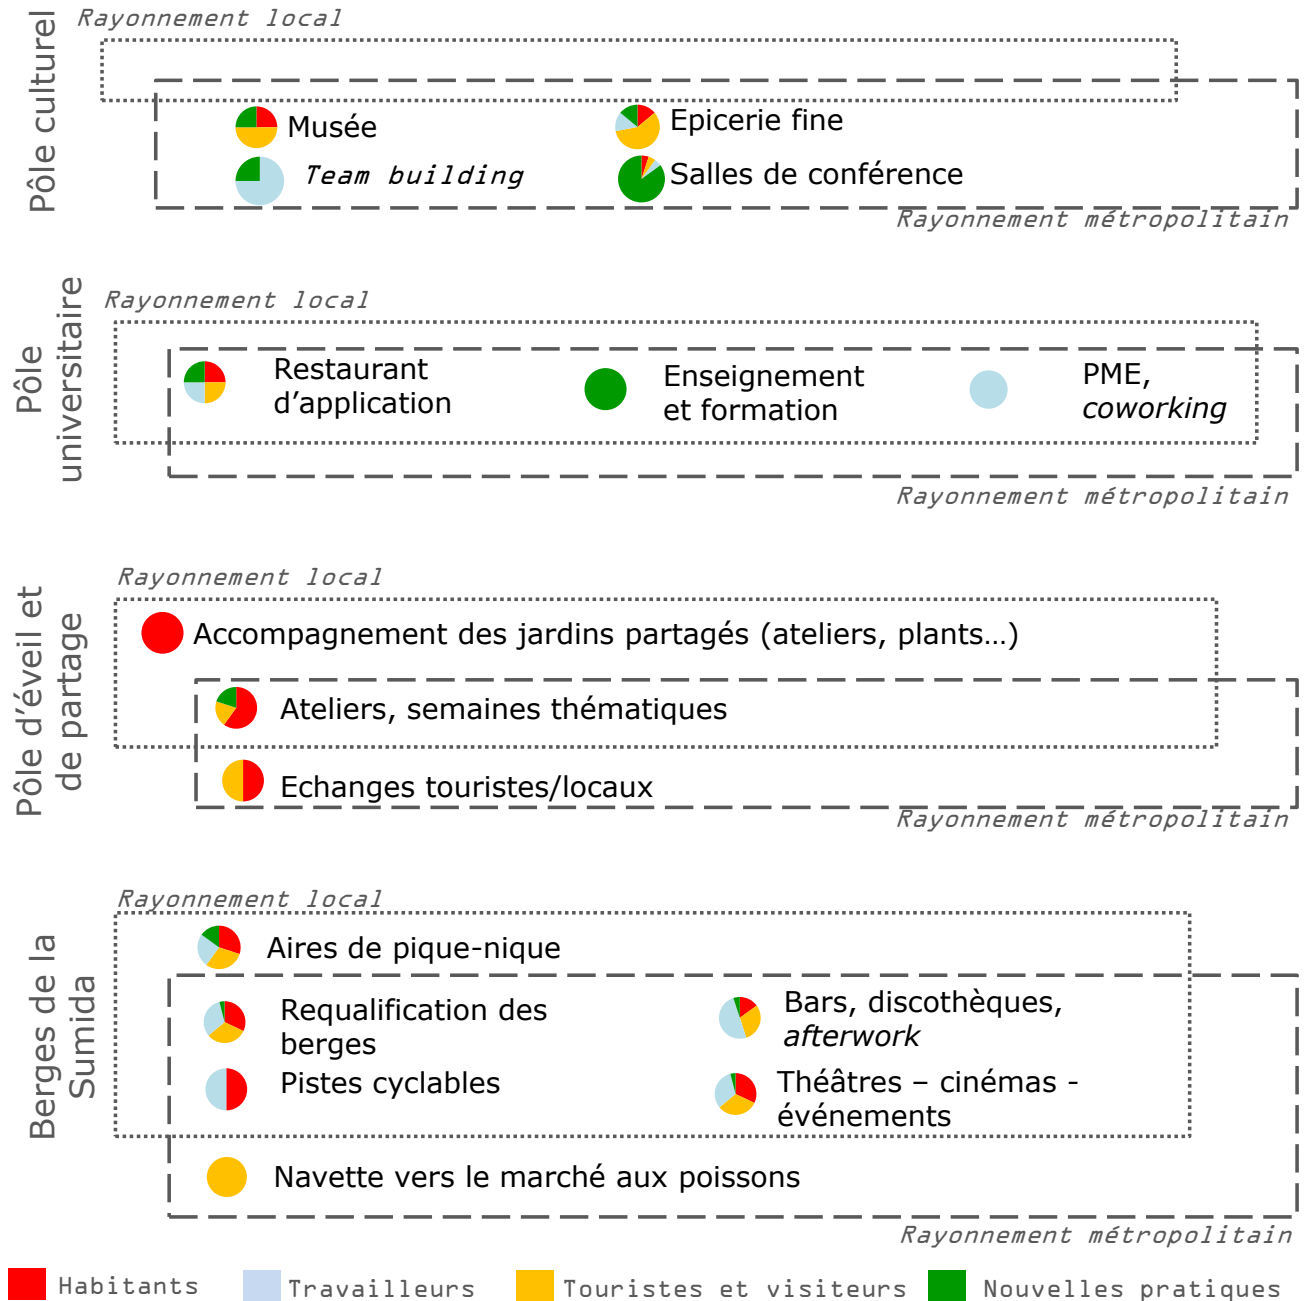 Pôle culturel
Rayonnement local
Musée
Epicerie fine
Team building
Salles de conférence
Rayonnement métropolitain
Pôle
universitaire
Rayonnement local
Restaurant
d’application
Enseignement
et formation
PME,
coworking
Rayonnement métropolitain
Pôle d’éveil et
de partage
Rayonnement local
Accompagnement des jardins partagés (ateliers, plants…)
Ateliers, semaines thématiques
Echanges touristes/locaux
Rayonnement métropolitain
Berges de la
Sumida
Rayonnement local
Aires de pique-nique
Requalification des
berges
Bars, discothèques,
afterwork
Pistes cyclables
Théâtres – cinémas -
événements
Navette vers le marché aux poissons
Rayonnement métropolitain
Habitants
Travailleurs
Touristes et visiteurs
Nouvelles pratiques